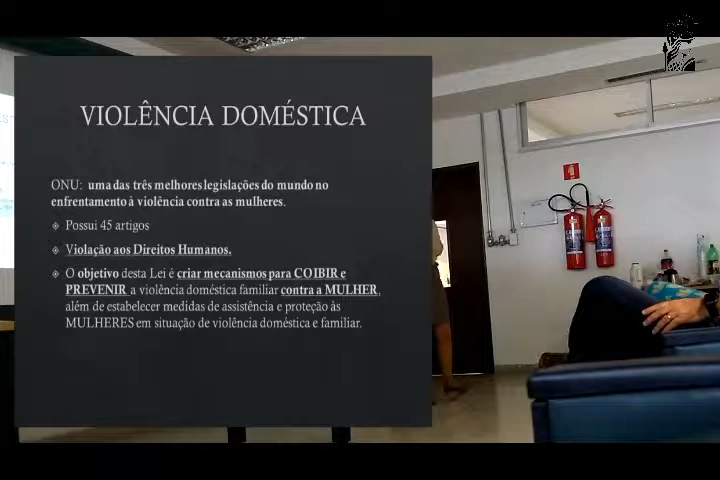 VIOLÊNCIA DOMÉSTICA
ONU: uma das três melhores legislações do mundo no
enfrentamento à violência contra as mulheres.
Possui 45 artigos
Violação aos Direitos Humanos.
O objetivo desta Lei é criar mecanismos para COIBIR e
PREVENIR a violência doméstica familiar contra a MULHER,
além de estabelecer medidas de assistência e proteção às
MULHERES em situação de violência doméstica e familiar.